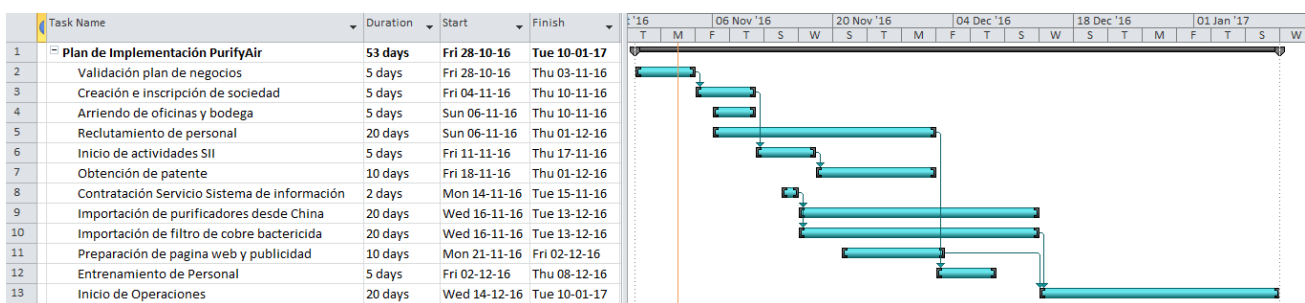 Task Name Duration Start Finish : '16 06 Nov '16 20 Nov '16 04 Dec '16 18 Dec '16 01 Jan '17
T M F T S W S T M F T S W S T M F T S W
1 Plan de Implementación PurifyAir 53 days Fri 28-10-16 Tue 10-01-17
2 Validación plan de negocios 5 days Fri 28-10-16 Thu 03-11-16
3 Creación e inscripción de sociedad 5 days Fri 04-11-16 Thu 10-11-16
4 Arriendo de oficinas y bodega 5 days Sun 06-11-16 Thu 10-11-16
5 Reclutamiento de personal 20 days Sun 06-11-16 Thu 01-12-16
6 Inicio de actividades SII 5 days Fri 11-11-16 Thu 17-11-16
7 Obtención de patente 10 days Fri 18-11-16 Thu 01-12-16
8 Contratación Servicio Sistema de información 2 days Mon 14-11-16 Tue 15-11-16
9 Importación de purificadores desde China 20 days Wed 16-11-16 Tue 13-12-16
10 Importación de filtro de cobre bactericida 20 days Wed 16-11-16 Tue 13-12-16
11 Preparación de pagina web y publicidad 10 days Mon 21-11-16 Fri 02-12-16
12 Entrenamiento de Personal 5 days Fri 02-12-16 Thu 08-12-16
13 Inicio de Operaciones 20 days Wed 14-12-16 Tue 10-01-17